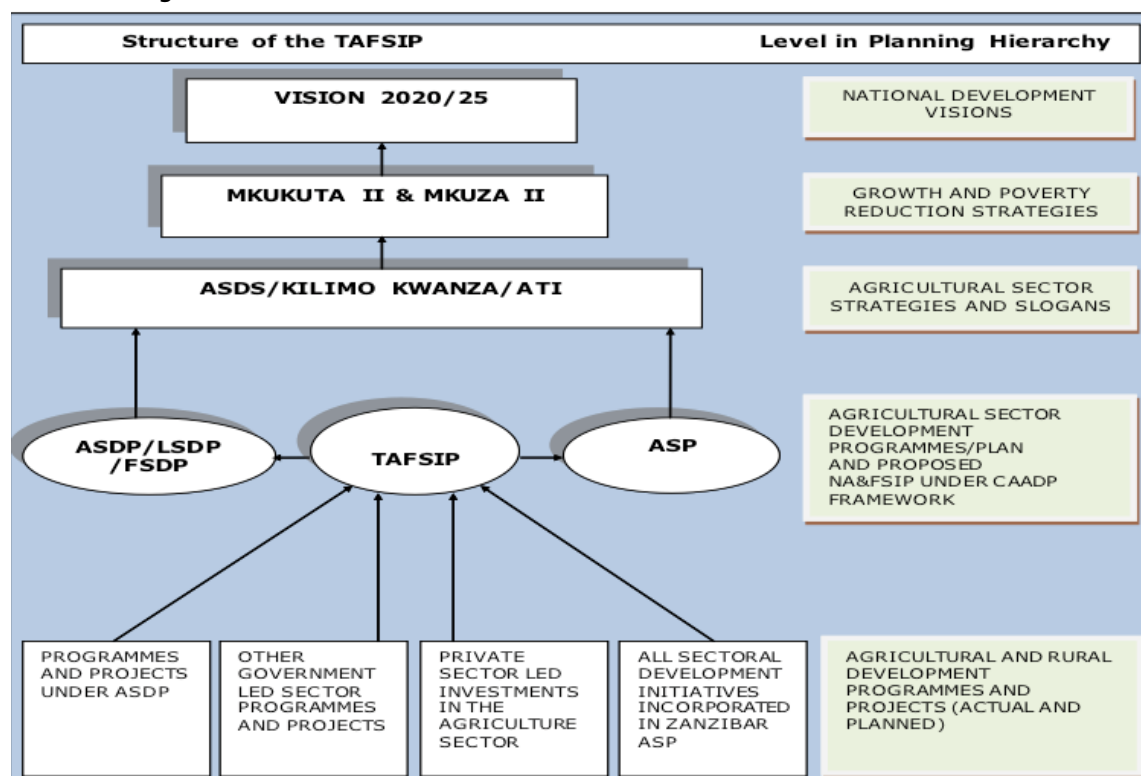 Structure of the TAFSIP
Level in Planning Hierarchy
VISION 2020/25
NATIONAL DEVELOPMENT
VISIONS
MKUKUTA II & MKUZA II
GROWTH AND POVERTY
REDUCTION STRATEGIES
ASDS/KILIMO KWANZA/ATI
AGRICULTURAL SECTOR
STRATEGIES AND SLOGANS
ASDP/LSDP
/FSDP
TAFSIP
ASP
AGRICULTURAL SECTOR
DEVELOPMENT
PROGRAMMES/PLAN
AND PROPOSED
NA&FSIP UNDER CAADP
FRAMEWORK
PROGRAMMES
AND PROJECTS
UNDER ASDP
OTHER
GOVERNMENT
LED SECTOR
PROGRAMMES
AND PROJECTS
PRIVATE
SECTOR LED
INVESTMENTS
IN THE
AGRICULTURE
SECTOR
ALL SECTORAL
DEVELOPMENT
INITIATIVES
INCORPORATED
IN ZANZIBAR
ASP
AGRICULTURAL AND RURAL
DEVELOPMENT
PROGRAMMES AND
PROJECTS (ACTUAL AND
PLANNED)